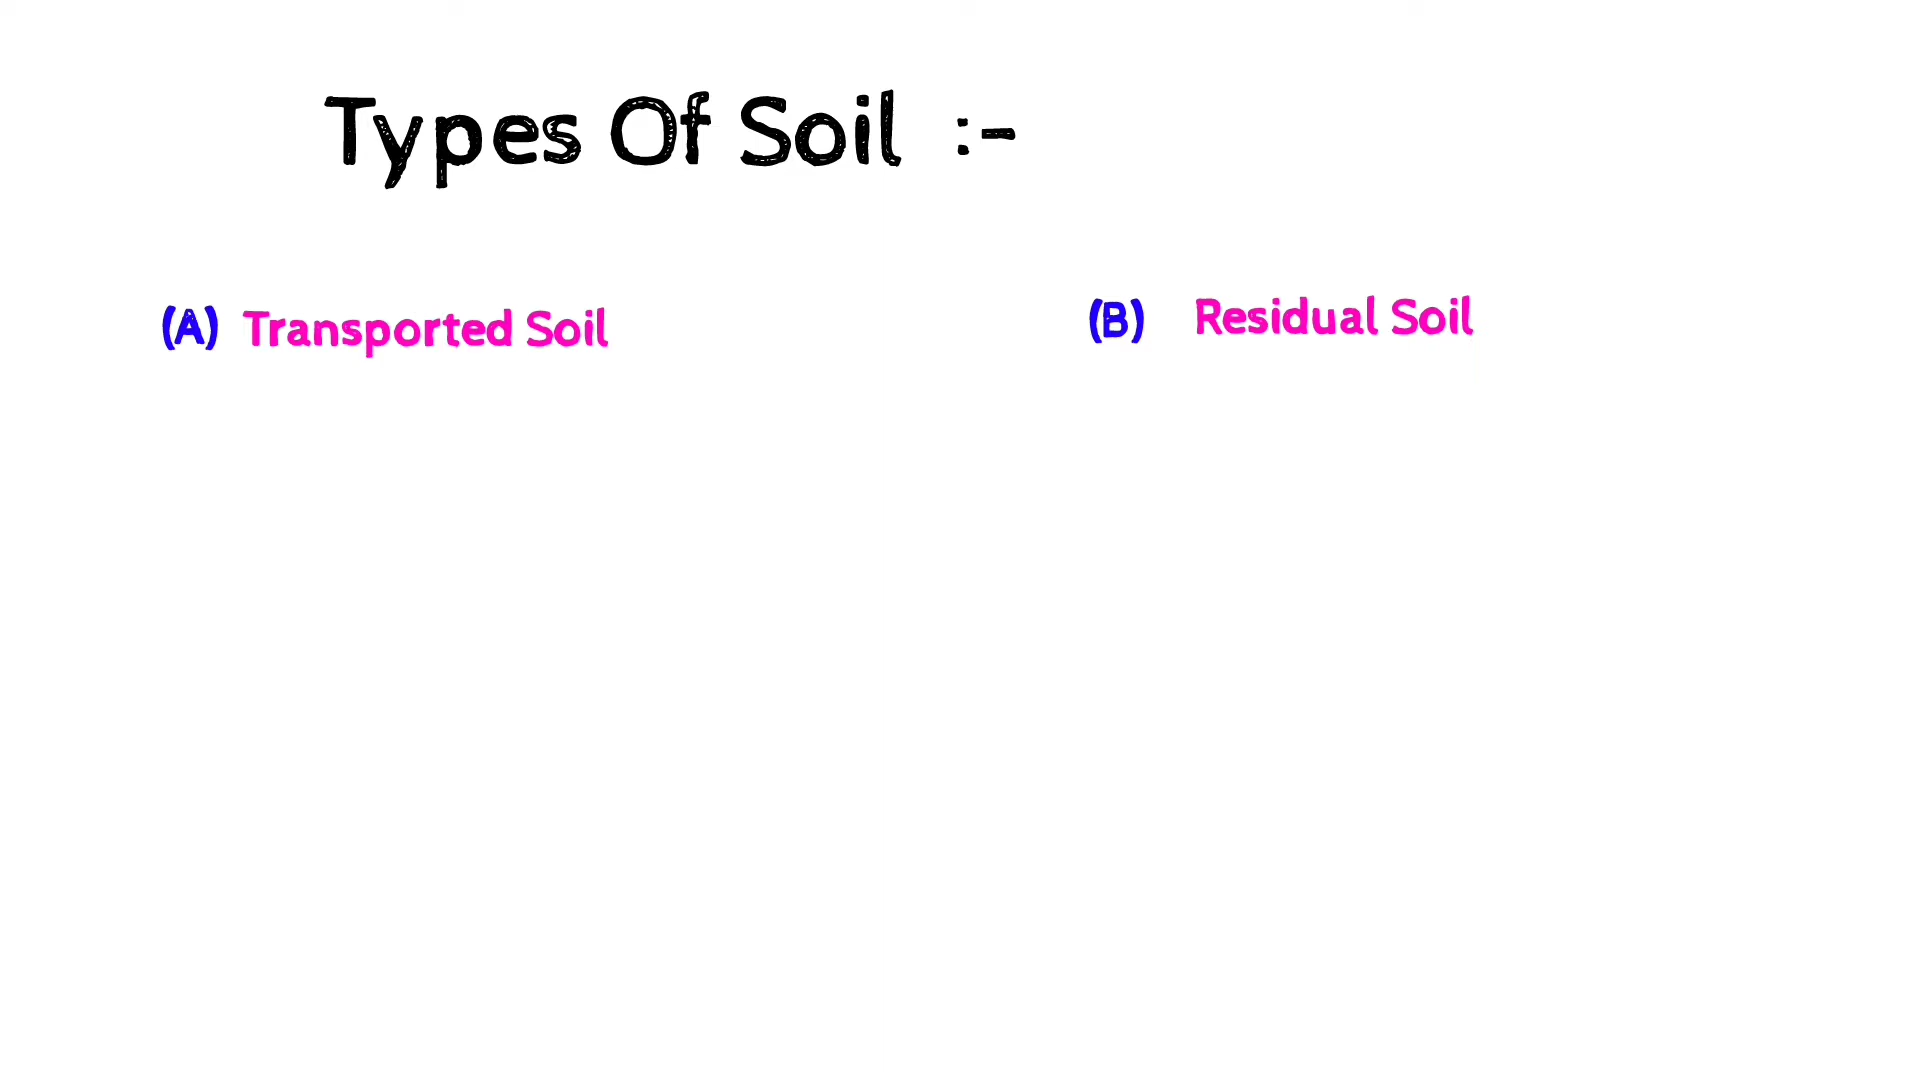 Types Of Soil :-
(A) Transported Soil
(B) Residual Soil